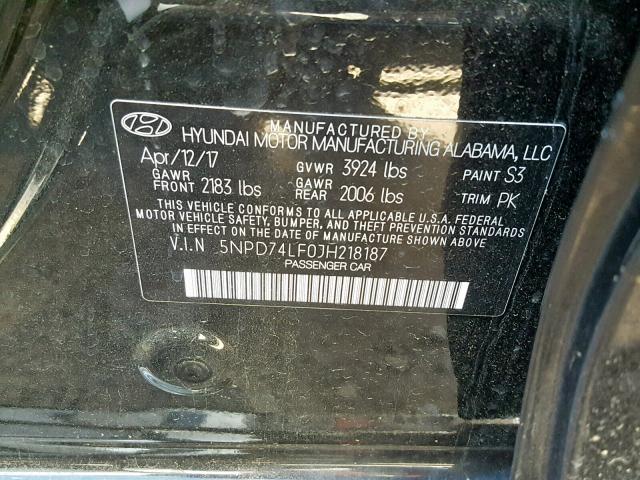 MANUFACTURED BY
HYUNDAI MOTOR MANUFACTURING ALABAMA, LLC
Apr/12/17 GVWR 3924 lbs PAINT S3
GAWR FRONT 2183 lbs GAWR REAR 2006 lbs TRIM PK
THIS VEHICLE CONFORMS TO ALL APPLICABLE U.S.A. FEDERAL
MOTOR VEHICLE SAFETY, BUMPER, AND THEFT PREVENTION
STANDARDS IN EFFECT ON THE DATE OF MANUFACTURE SHOWN ABOVE.
V.I.N 5NPD74LF0JH218187
PASSENGER CAR